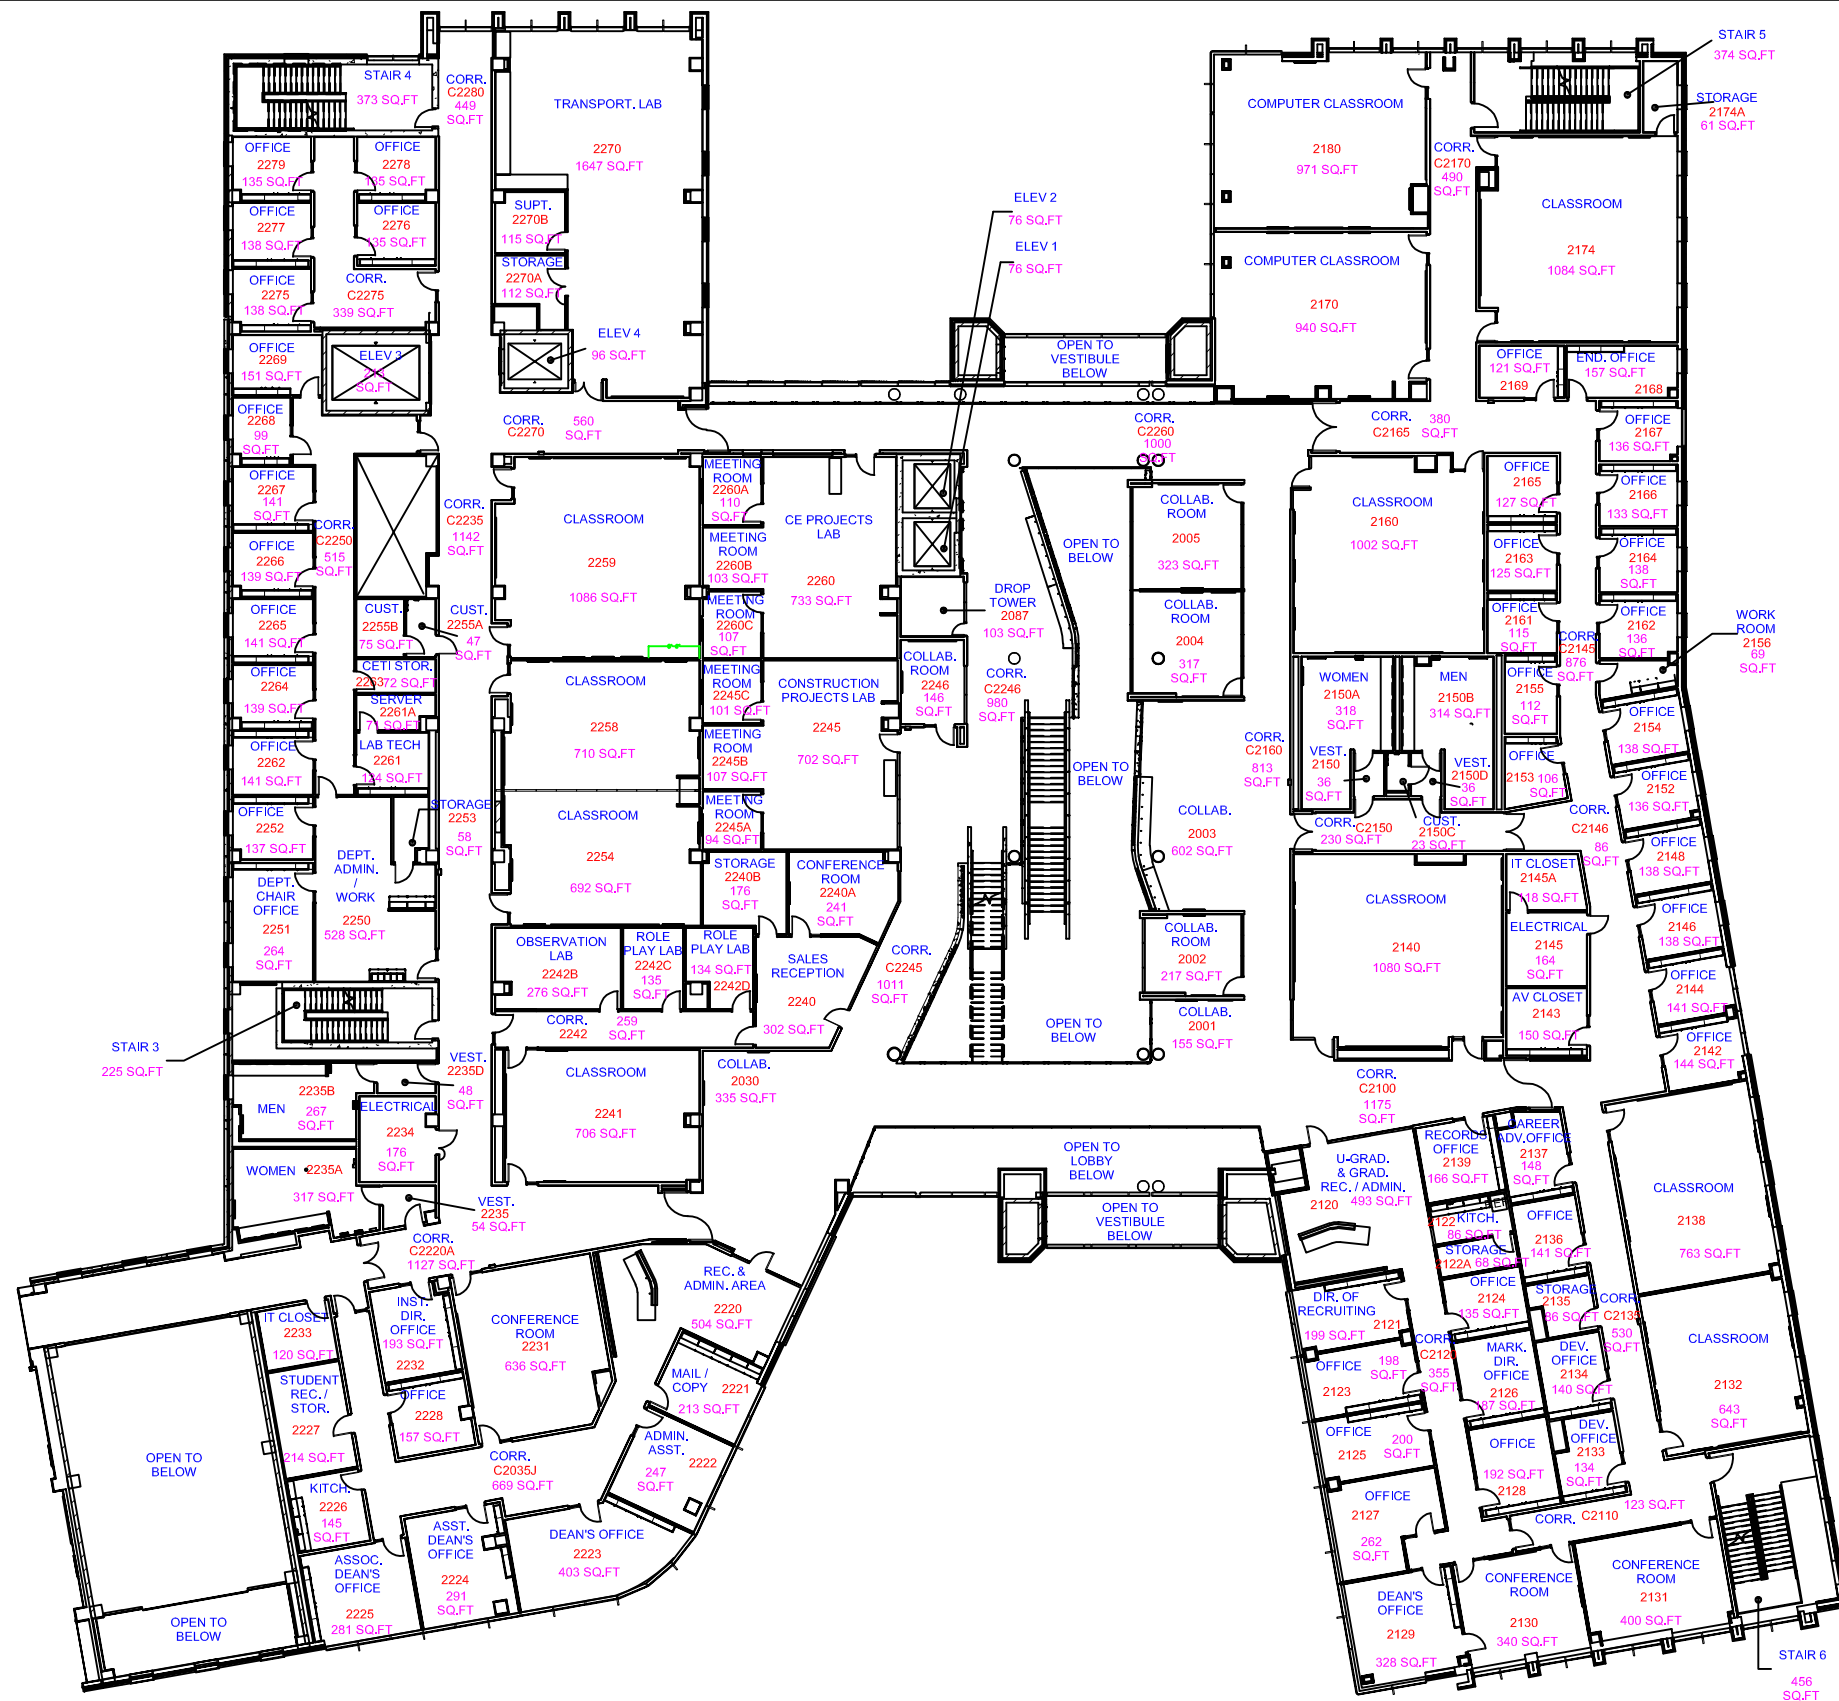 STAIR 4
373 SQ.FT
CORR.
C2280
449
SQ.FT
TRANSPORT. LAB
2270
1647 SQ.FT
OFFICE
2279
135 SQ.FT
OFFICE
2278
135 SQ.FT
OFFICE
2277
138 SQ.FT
OFFICE
2276
135 SQ.FT
OFFICE
2275
138 SQ.FT
CORR.
C2275
339 SQ.FT
SUPT.
2270B
115 SQ.FT
STORAGE
2270A
112 SQ.FT
ELEV 4
96 SQ.FT
OFFICE
2269
151 SQ.FT
ELEV 3
SQ.FT
OFFICE
2268
99
SQ.FT
CORR.
C2270
560
SQ.FT
ELEV 2
76 SQ.FT
ELEV 1
76 SQ.FT
OPEN TO
VESTIBULE
BELOW
COMPUTER CLASSROOM
2180
971 SQ.FT
COMPUTER CLASSROOM
2170
940 SQ.FT
CORR.
C2170
490
SQ.FT
STAIR 5
374 SQ.FT
STORAGE
2174A
61 SQ.FT
CLASSROOM
2174
1084 SQ.FT
OFFICE
121 SQ.FT
2169
END. OFFICE
157 SQ.FT
2168
CORR.
C2260
1000
SQ.FT
CORR.
C2165
380
SQ.FT
OFFICE
2167
136 SQ.FT
OFFICE
2267
141
SQ.FT
CORR.
C2250
515
SQ.FT
OFFICE
2266
139 SQ.FT
CORR.
C2235
1142
SQ.FT
CLASSROOM
2259
1086 SQ.FT
MEETING
ROOM
2260A
110
SQ.FT
MEETING
ROOM
2260B
103 SQ.FT
MEETING
ROOM
2260C
107
SQ.FT
CE PROJECTS
LAB
2260
733 SQ.FT
OPEN TO
BELOW
COLLAB.
ROOM
2005
323 SQ.FT
COLLAB.
ROOM
2004
317
SQ.FT
CLASSROOM
2160
1002 SQ.FT
OFFICE
2165
127 SQ.FT
OFFICE
2166
133 SQ.FT
OFFICE
2163
125 SQ.FT
OFFICE
2164
138
SQ.FT
OFFICE
2161
115
SQ.FT
OFFICE
2162
136
SQ.FT
CORR.
C2145
876
SQ.FT
WORK
ROOM
2156
69
SQ.FT
OFFICE
2265
141 SQ.FT
CUST.
2255B
75 SQ.FT
CUST.
2255A
47
SQ.FT
DROP
TOWER
2087
103 SQ.FT
CETI STOR.
2263
72 SQ.FT
OFFICE
2264
139 SQ.FT
SERVER
2261A
71 SQ.FT
LAB TECH
2261
124 SQ.FT
OFFICE
2262
141 SQ.FT
CLASSROOM
2258
710 SQ.FT
MEETING
ROOM
2245C
101 SQ.FT
MEETING
ROOM
2245B
107 SQ.FT
MEETING
ROOM
2245A
94 SQ.FT
CONSTRUCTION
PROJECTS LAB
2245
702 SQ.FT
COLLAB.
ROOM
2246
146
SQ.FT
CORR.
C2246
980
SQ.FT
OPEN TO
BELOW
CORR.
C2160
813
SQ.FT
WOMEN
2150A
318
SQ.FT
MEN
2150B
314 SQ.FT
VEST.
2150
36
SQ.FT
VEST.
2150D
36
SQ.FT
OFFICE
2155
112
SQ.FT
OFFICE
2153
106
SQ.FT
OFFICE
2154
138 SQ.FT
OFFICE
2152
136 SQ.FT
STORAGE
2253
58
SQ.FT
OFFICE
2252
137 SQ.FT
DEPT.
ADMIN.
/
WORK
2250
528 SQ.FT
DEPT.
CHAIR
OFFICE
2251
264
SQ.FT
CLASSROOM
2254
692 SQ.FT
STORAGE
2240B
176
SQ.FT
CONFERENCE
ROOM
2240A
241
SQ.FT
COLLAB.
2003
602 SQ.FT
CORR.
C2150
230 SQ.FT
CUST.
2150C
23 SQ.FT
CORR.
C2146
86
SQ.FT
OFFICE
2148
138 SQ.FT
CLASSROOM
2140
1080 SQ.FT
IT CLOSET
2145A
118 SQ.FT
ELECTRICAL
2145
164
SQ.FT
OFFICE
2146
138 SQ.FT
OFFICE
2144
141 SQ.FT
AV CLOSET
2143
150 SQ.FT
OFFICE
2142
144 SQ.FT
OBSERVATION
LAB
2242B
276 SQ.FT
ROLE
PLAY LAB
2242C
135
SQ.FT
ROLE
PLAY LAB
134 SQ.FT
2242D
SALES
RECEPTION
2240
302 SQ.FT
CORR.
C2245
1011
SQ.FT
COLLAB.
ROOM
2002
217 SQ.FT
COLLAB.
2001
155 SQ.FT
OPEN TO
BELOW
CORR.
2242
259
SQ.FT
STAIR 3
225 SQ.FT
VEST.
2235D
48
SQ.FT
MEN
2235B
267
SQ.FT
ELECTRICAL
2234
176
SQ.FT
WOMEN
2235A
317 SQ.FT
VEST.
2235
54 SQ.FT
CLASSROOM
2241
706 SQ.FT
COLLAB.
2030
335 SQ.FT
OPEN TO
LOBBY
BELOW
OPEN TO
VESTIBULE
BELOW
CORR.
C2100
1175
SQ.FT
U-GRAD.
& GRAD.
REC. / ADMIN.
2120
493 SQ.FT
RECORDS
OFFICE
2139
166 SQ.FT
CAREER
ADV.OFFICE
2137
148
SQ.FT
CLASSROOM
2138
763 SQ.FT
2122
KITCH.
86 SQ.FT
STORAGE
2122A
68 SQ.FT
OFFICE
2136
141 SQ.FT
CORR.
C2220A
1127 SQ.FT
REC. &
ADMIN. AREA
2220
504 SQ.FT
IT CLOSET
2233
120 SQ.FT
INST.
DIR.
OFFICE
193 SQ.FT
2232
CONFERENCE
ROOM
2231
636 SQ.FT
DIR. OF
RECRUITING
199 SQ.FT
2121
OFFICE
2124
135 SQ.FT
STORAGE
2135
86 SQ.FT
CORR.
C2135
530
SQ.FT
CLASSROOM
2132
643
SQ.FT
STUDENT
REC. /
STOR.
2227
214 SQ.FT
OFFICE
2228
157 SQ.FT
MAIL /
COPY
2221
213 SQ.FT
ADMIN.
ASST.
2222
247
SQ.FT
OFFICE
2123
198
SQ.FT
CORR.
C2120
355
SQ.FT
MARK.
DIR.
OFFICE
2126
187 SQ.FT
DEV.
OFFICE
2134
140 SQ.FT
OPEN TO
BELOW
CORR.
C2035J
669 SQ.FT
OFFICE
2125
200
SQ.FT
OFFICE
192 SQ.FT
2128
DEV.
OFFICE
2133
134
SQ.FT
KITCH.
2226
145
SQ.FT
OFFICE
2127
262
SQ.FT
CORR.
C2110
123 SQ.FT
ASSOC.
DEAN'S
OFFICE
2225
281 SQ.FT
ASST.
DEAN'S
OFFICE
2224
291
SQ.FT
DEAN'S OFFICE
2223
403 SQ.FT
DEAN'S
OFFICE
2129
328 SQ.FT
CONFERENCE
ROOM
2130
340 SQ.FT
CONFERENCE
ROOM
2131
400 SQ.FT
OPEN TO
BELOW
STAIR 6
456
SQ.FT